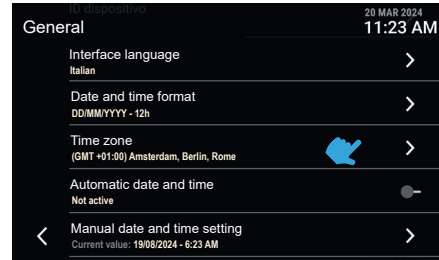 ID dispositivo
20 MAR 2024
General
11:23 AM
Interface language
Italian
Date and time format
DD/MM/YYYY - 12h
Time zone
(GMT +01:00) Amsterdam, Berlin, Rome
Automatic date and time
Not active
Manual date and time setting
Current value: 19/08/2024 - 6:23 AM